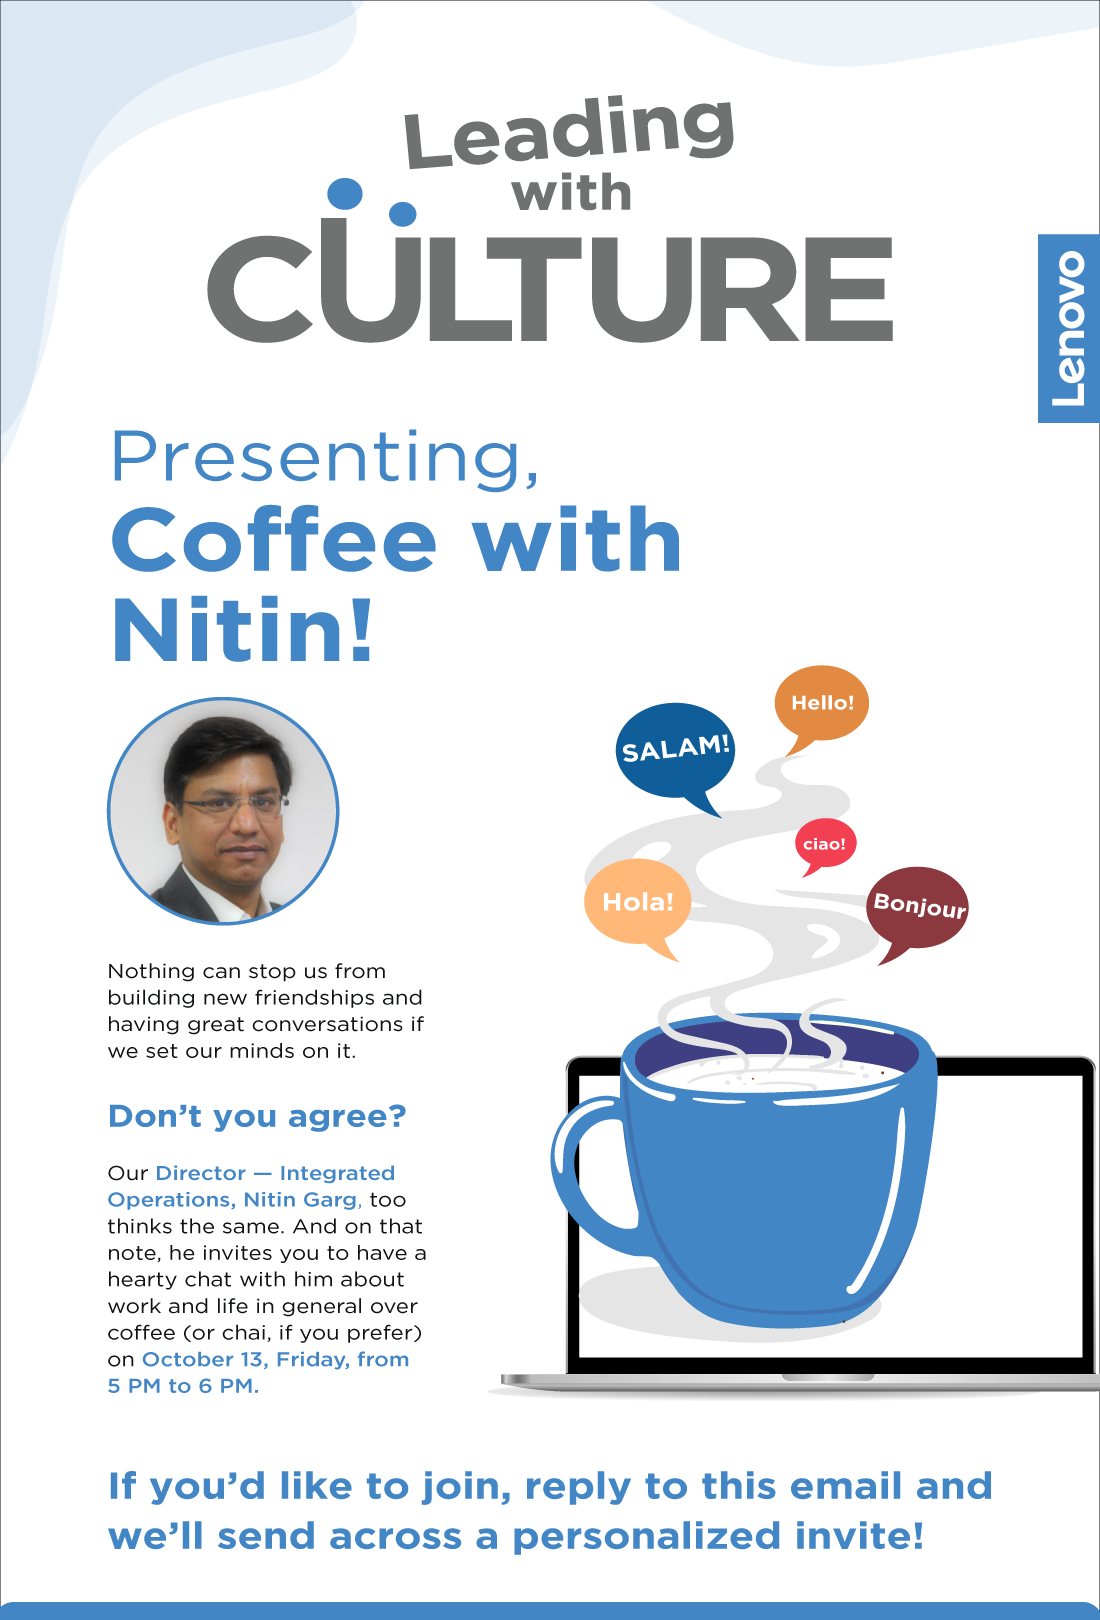 Leading
with
CULTURE
Lenovo
Presenting,
Coffee with
Nitin!
Hello!
SALAM!
ciao!
Hola!
Bonjour
Nothing can stop us from
building new friendships and
having great conversations if
we set our minds on it.
Don’t you agree?
Our Director — Integrated
Operations, Nitin Garg, too
thinks the same. And on that
note, he invites you to have a
hearty chat with him about
work and life in general over
coffee (or chai, if you prefer)
on October 13, Friday, from
5 PM to 6 PM.
If you’d like to join, reply to this email and
we’ll send across a personalized invite!